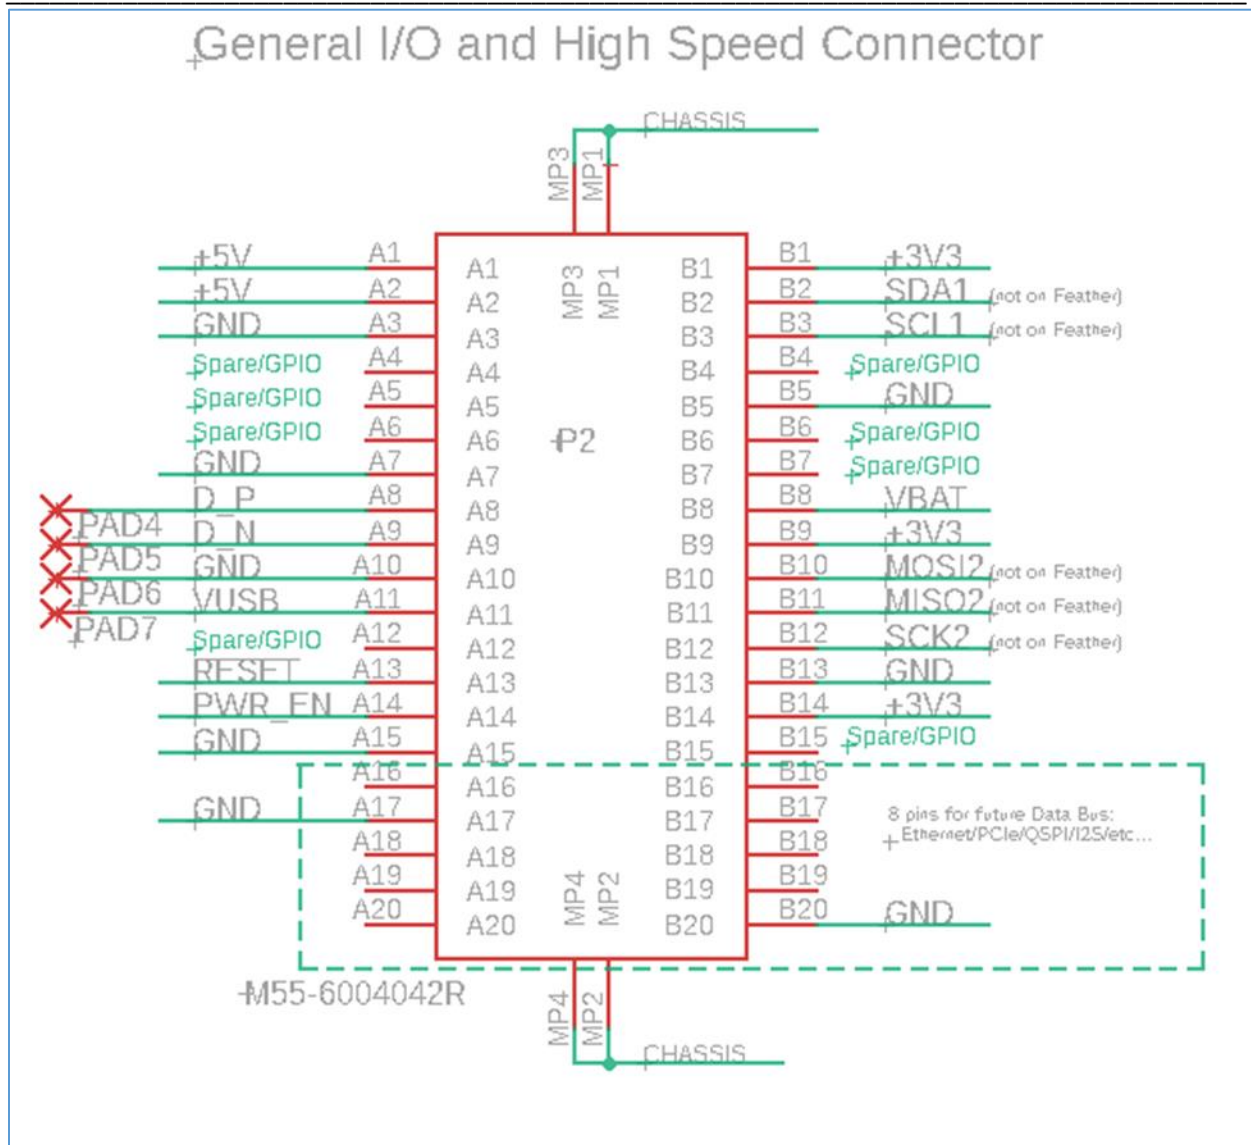 General I/O and High Speed Connector
CHASSIS
MP3 MP1
+5V A1 A1 MP3 MP1 B1 B1 +3V3
+5V A2 A2 B2 B2 SDA1 (not on Feather)
GND A3 A3 B3 B3 SCL1 (not on Feather)
Spare/GPIO A4 A4 B4 B4 Spare/GPIO
Spare/GPIO A5 A5 B5 B5 GND
Spare/GPIO A6 A6 P2 B6 B6 Spare/GPIO
GND A7 A7 B7 B7 Spare/GPIO
D_P A8 A8 B8 B8 VBAT
PAD4 D_N A9 A9 B9 B9 +3V3
PAD5 GND A10 A10 B10 B10 MOSI2 (not on Feather)
PAD6 VUSB A11 A11 B11 B11 MISO2 (not on Feather)
PAD7 Spare/GPIO A12 A12 B12 B12 SCK2 (not on Feather)
RESET A13 A13 B13 B13 GND
PWR_EN A14 A14 B14 B14 +3V3
GND A15 A15 B15 B15 Spare/GPIO
A16 A16 B16 B16
GND A17 A17 B17 B17 8 pins for future Data Bus:
A18 A18 B18 B18 Ethernet/PCIe/QSPI/I2S/etc...
A19 A19 MP4 MP2 B19 B19
A20 A20 B20 B20 GND
M55-6004042R
MP4 MP2
CHASSIS